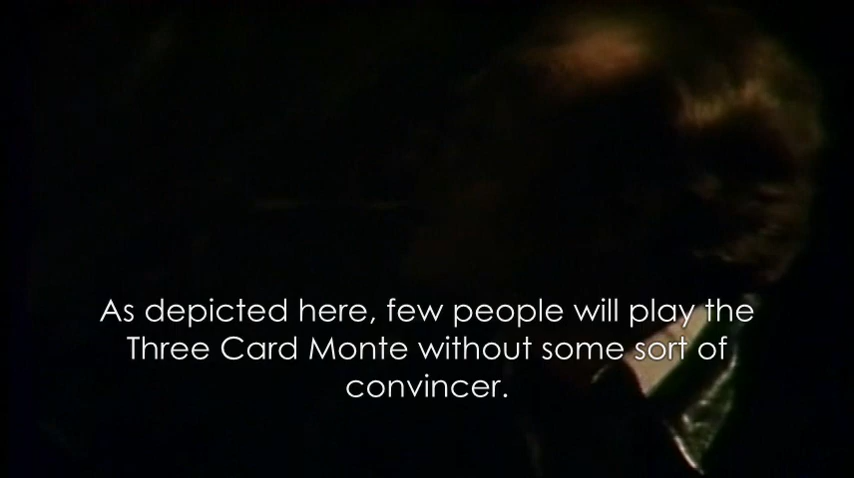 As depicted here, few people will play the
Three Card Monte without some sort of
convincer.